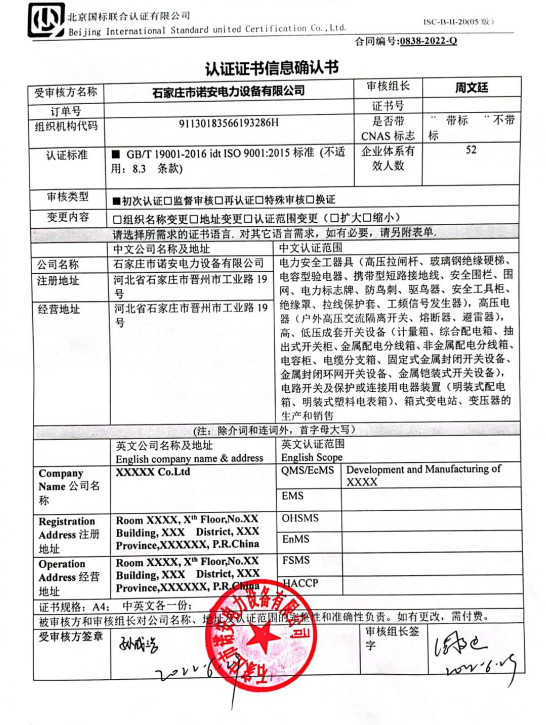 北京国标联合认证有限公司
Beijing International Standard united Certification Co.,Ltd.
ISC-B-II-20(05 版)
合同编号:0838-2022-Q
认证证书信息确认书
受审核方名称 石家庄市诺安电力设备有限公司 审核组长 周文廷
订单号 证书号
组织机构代码 91130183566193286H 是否带 CNAS 标志 ¨ 带标 ¨ 不带标
认证标准 ■ GB/T 19001-2016 idt ISO 9001:2015 标准 (不适 企业体系有效人数 52
用: 8.3 条款)
审核类型 ■初次认证□监督审核□再认证□特殊审核□换证
变更内容 □组织名称变更□地址变更□认证范围变更（□扩大□缩小）
请选择所需求的证书语言. 对其它语言需求，如有必要，请另附表单.
中文公司名称及地址 中文认证范围
公司名称 石家庄市诺安电力设备有限公司
注册地址 河北省石家庄市晋州市工业路 19
号
经营地址 河北省石家庄市晋州市工业路 19
号
电力安全工器具（高压拉闸杆、玻璃钢绝缘硬梯、
电容型验电器、携带型短路接地线、安全围栏、围
网、电力标志牌、防鸟刺、驱鸟器、安全工具柜、
绝缘罩、拉线保护套、工频信号发生器），高压电
器（户外高压交流隔离开关、熔断器、避雷器），
高、低压成套开关设备（计量箱、综合配电箱、抽
出式开关柜、金属配电分线箱、非金属配电分线箱、
电容柜、电缆分支箱、固定式金属封闭开关设备、
金属封闭环网开关设备、金属铠装式开关设备），
电路开关及保护或连接用电器装置（明装式配电
箱、明装式塑料电表箱）、箱式变电站、变压器的
生产和销售
(注: 除介词和连词外，首字母大写)
英文公司名称及地址 英文认证范围
English company name & address English Scope
Company XXXXX Co.Ltd QMS/EcMS Development and Manufacturing of
Name 公司名 XXXX
称 EMS
Registration Room XXXX, Xth Floor,No.XX OHSMS
Address 注册 Building, XXX District, XXX
地址 Province,XXXXXX, P.R.China EnMS
Operation Room XXXX, Xth Floor,No.XX FSMS
Address 经营 Building, XXX District, XXX
地址 Province,XXXXXX, P.R.China HACCP
证书规格: A4; 中英文各一份;
被审核方和审核组长对公司名称、地址及认证范围的完整性和准确性负责。如有更改，需付费。
受审核方签章 审核组长签字
2022.6.29
2022.6.29
石家庄市诺安电力设备有限公司